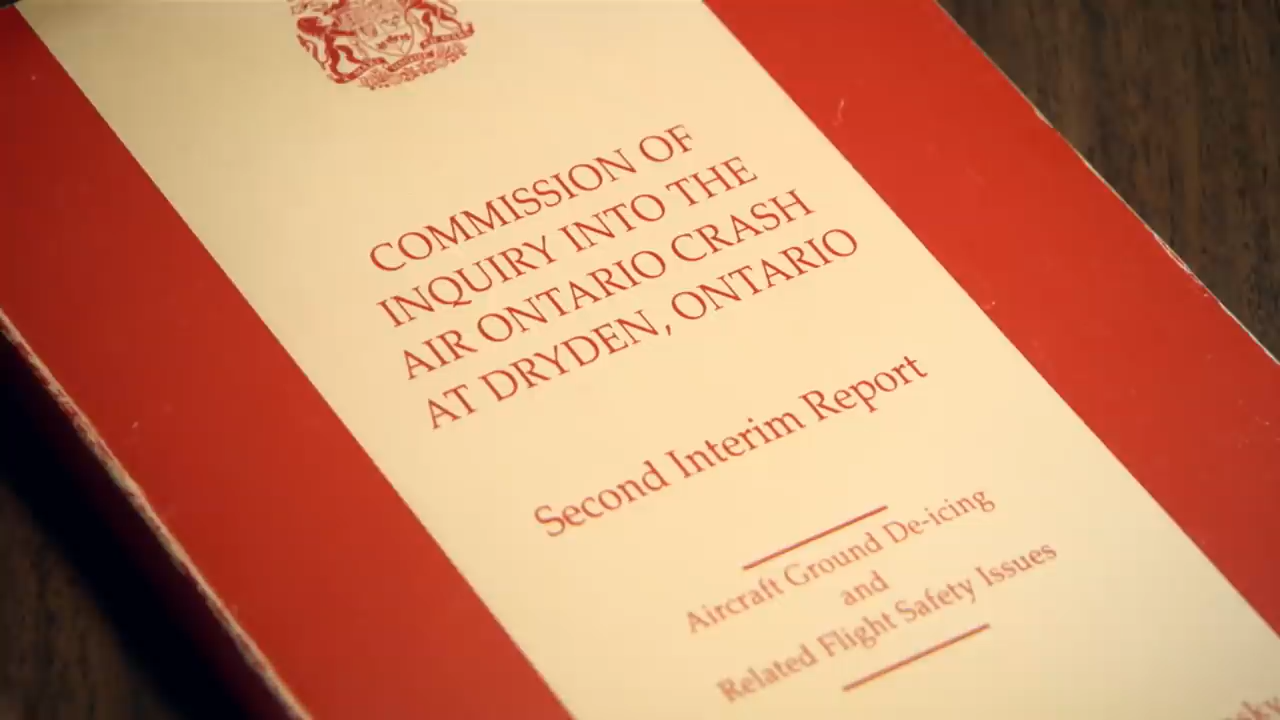 COMMISSION OF
INQUIRY INTO THE
AIR ONTARIO CRASH
AT DRYDEN, ONTARIO
Second Interim Report
Aircraft Ground De-icing
and
Related Flight Safety Issues